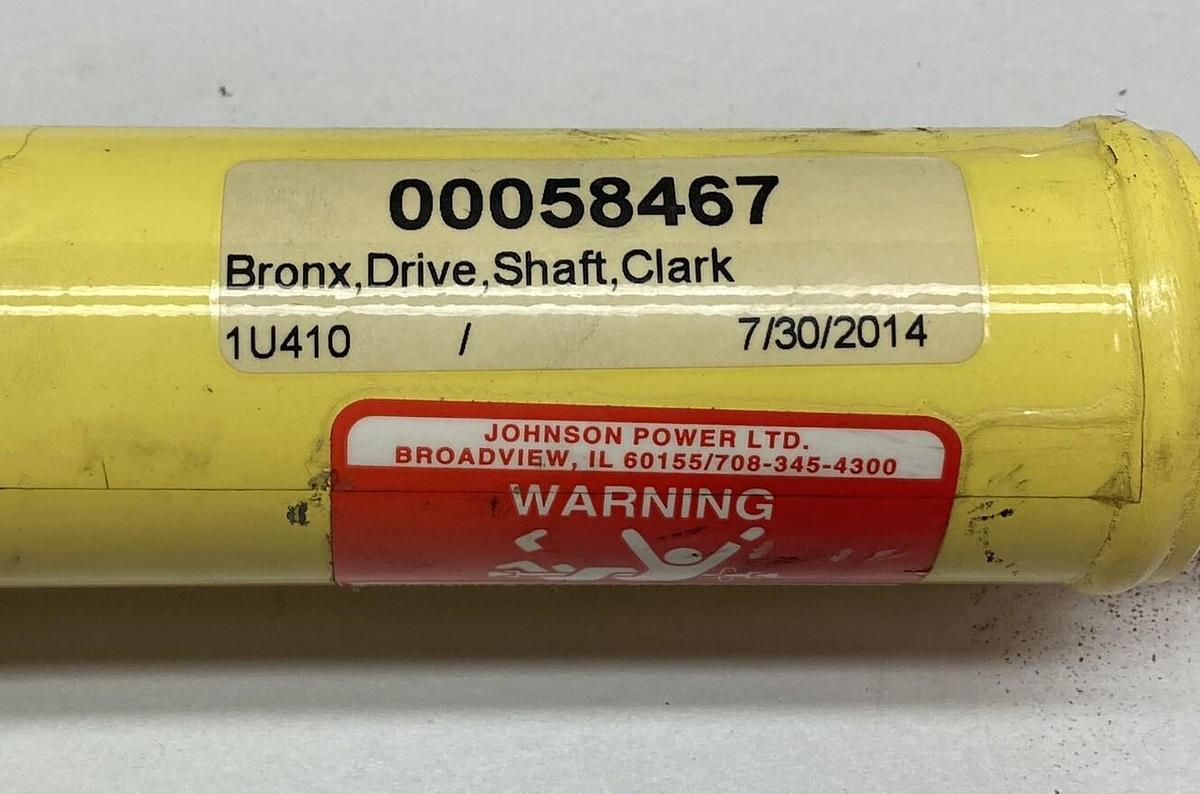 00058467
Bronx,Drive,Shaft,Clark
1U410 / 7/30/2014
JOHNSON POWER LTD.
BROADVIEW, IL 60155/708-345-4300
WARNING